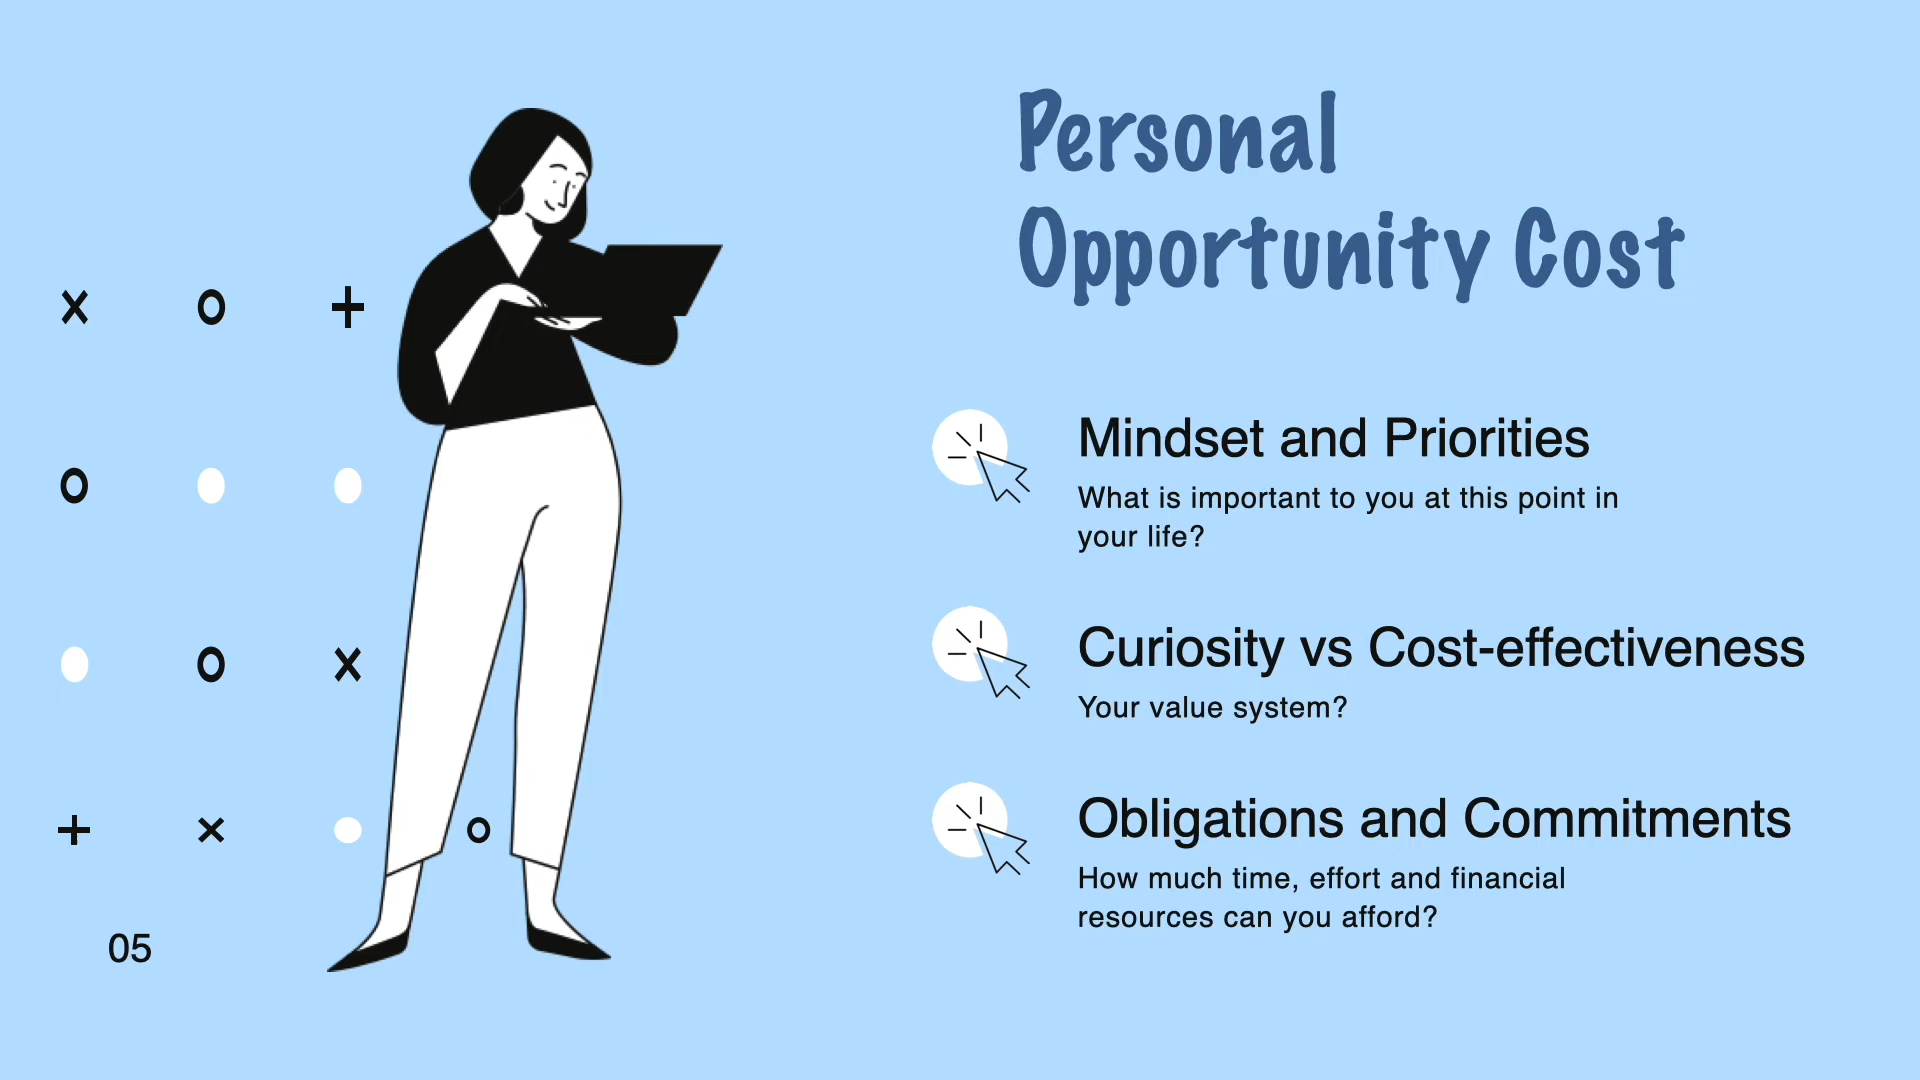 Personal
Opportunity Cost
Mindset and Priorities
What is important to you at this point in
your life?
Curiosity vs Cost-effectiveness
Your value system?
Obligations and Commitments
How much time, effort and financial
resources can you afford?
05